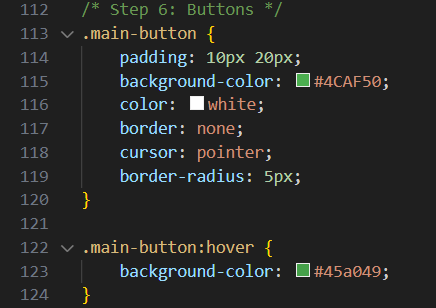 112 /* Step 6: Buttons */
113 .main-button {
114     padding: 10px 20px;
115     background-color: #4CAF50;
116     color: white;
117     border: none;
118     cursor: pointer;
119     border-radius: 5px;
120 }
121
122 .main-button:hover {
123     background-color: #45a049;
124 }